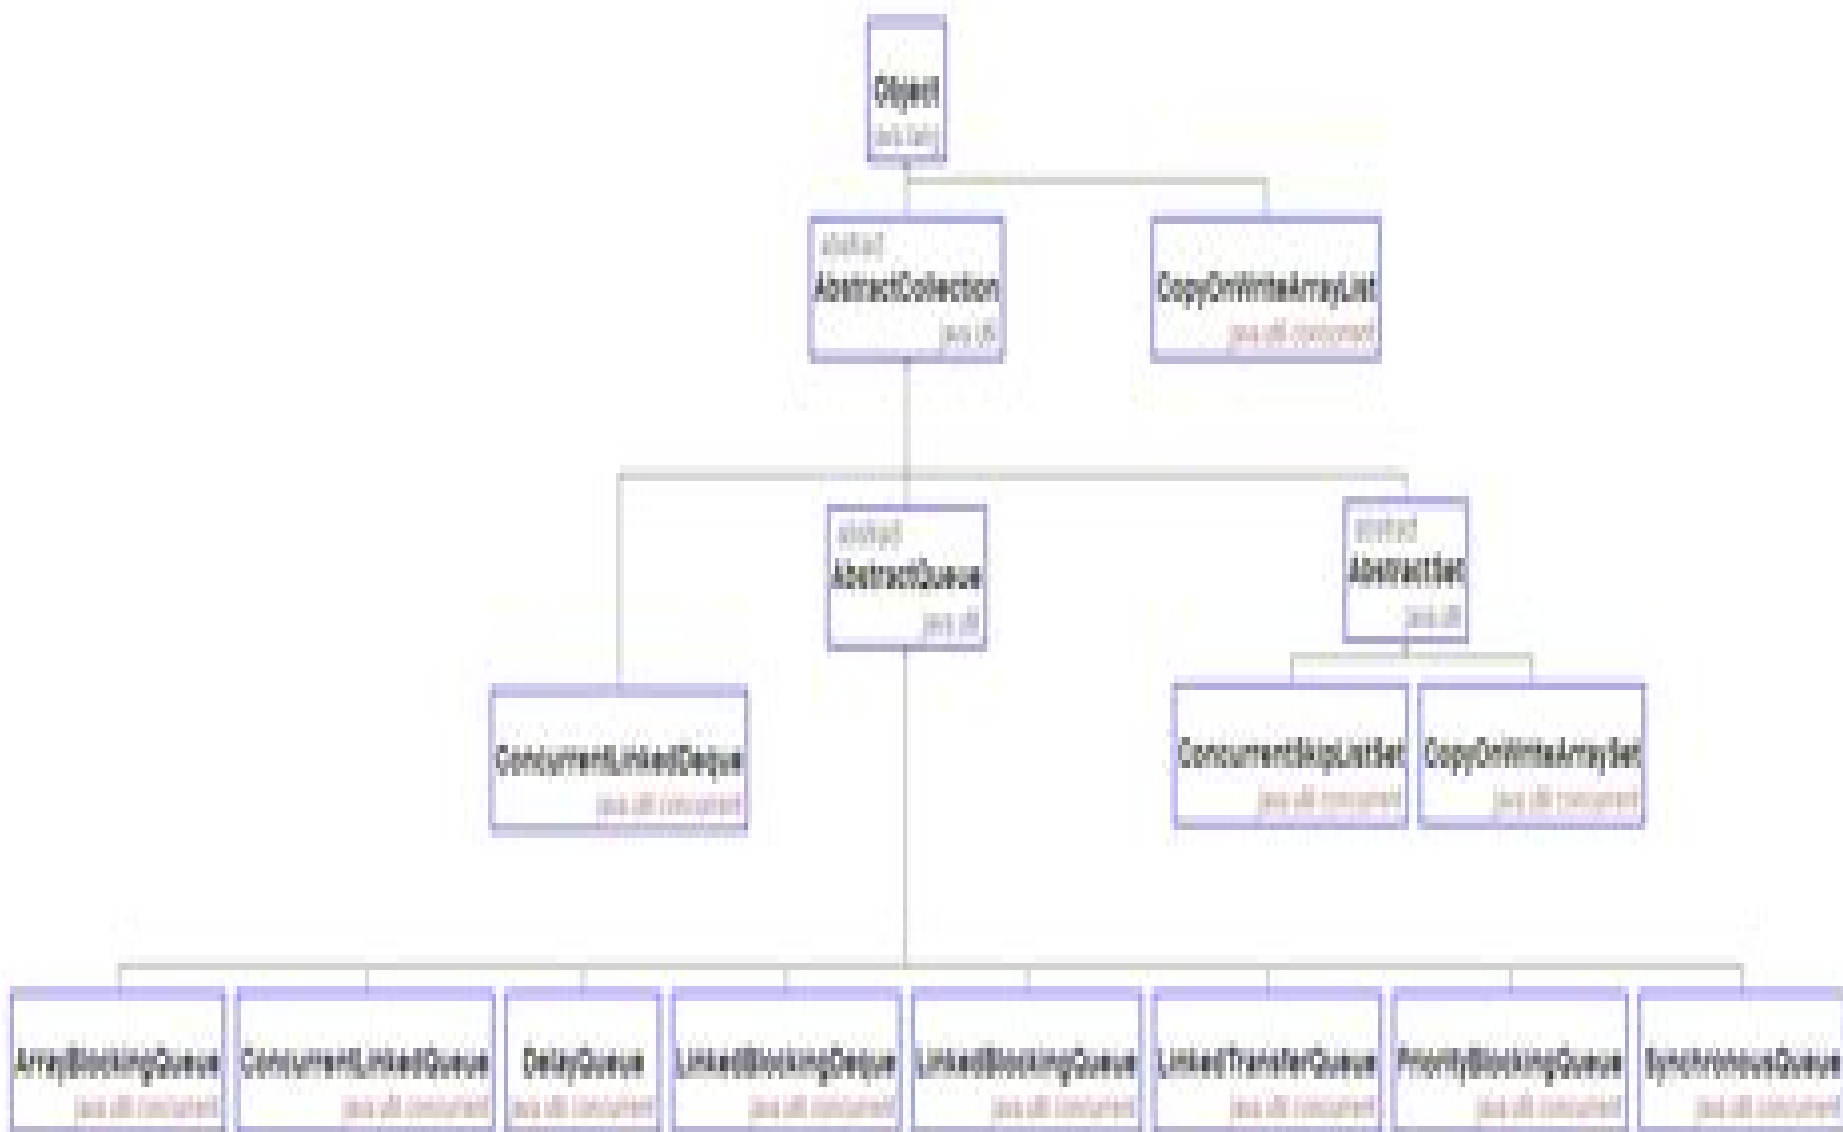 Object
java.lang
abstract
AbstractCollection
java.util
CopyOnWriteArrayList
java.util.concurrent
abstract
AbstractQueue
java.util
abstract
AbstractSet
java.util
ConcurrentLinkedDeque
java.util.concurrent
ConcurrentSkipListSet
java.util.concurrent
CopyOnWriteArraySet
java.util.concurrent
ArrayBlockingQueue
java.util.concurrent
ConcurrentLinkedQueue
java.util.concurrent
DelayQueue
java.util.concurrent
LinkedBlockingDeque
java.util.concurrent
LinkedBlockingQueue
java.util.concurrent
LinkedTransferQueue
java.util.concurrent
PriorityBlockingQueue
java.util.concurrent
SynchronousQueue
java.util.concurrent